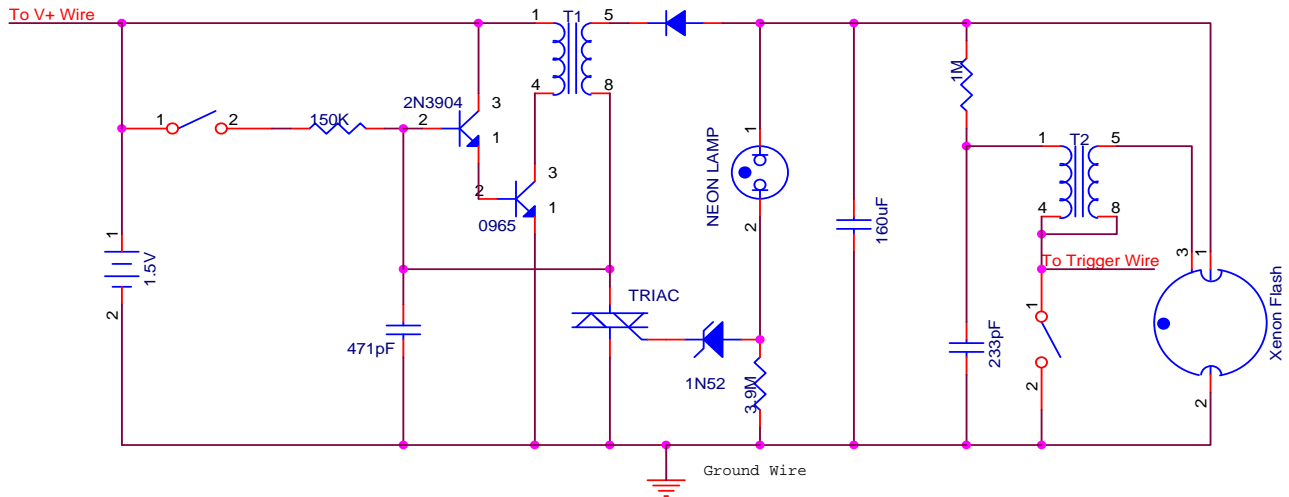 To V+ Wire
1
T1
5
4
8
2N3904
3
1
2
150K
1
2
3
2
1
0965
1
2
1.5V
471pF
TRIAC
1N52
3.9M
NEON LAMP
1
2
160uF
1M
1
T2
5
4
8
To Trigger Wire
3
1
2
Xenon Flash
1
2
233pF
Ground Wire